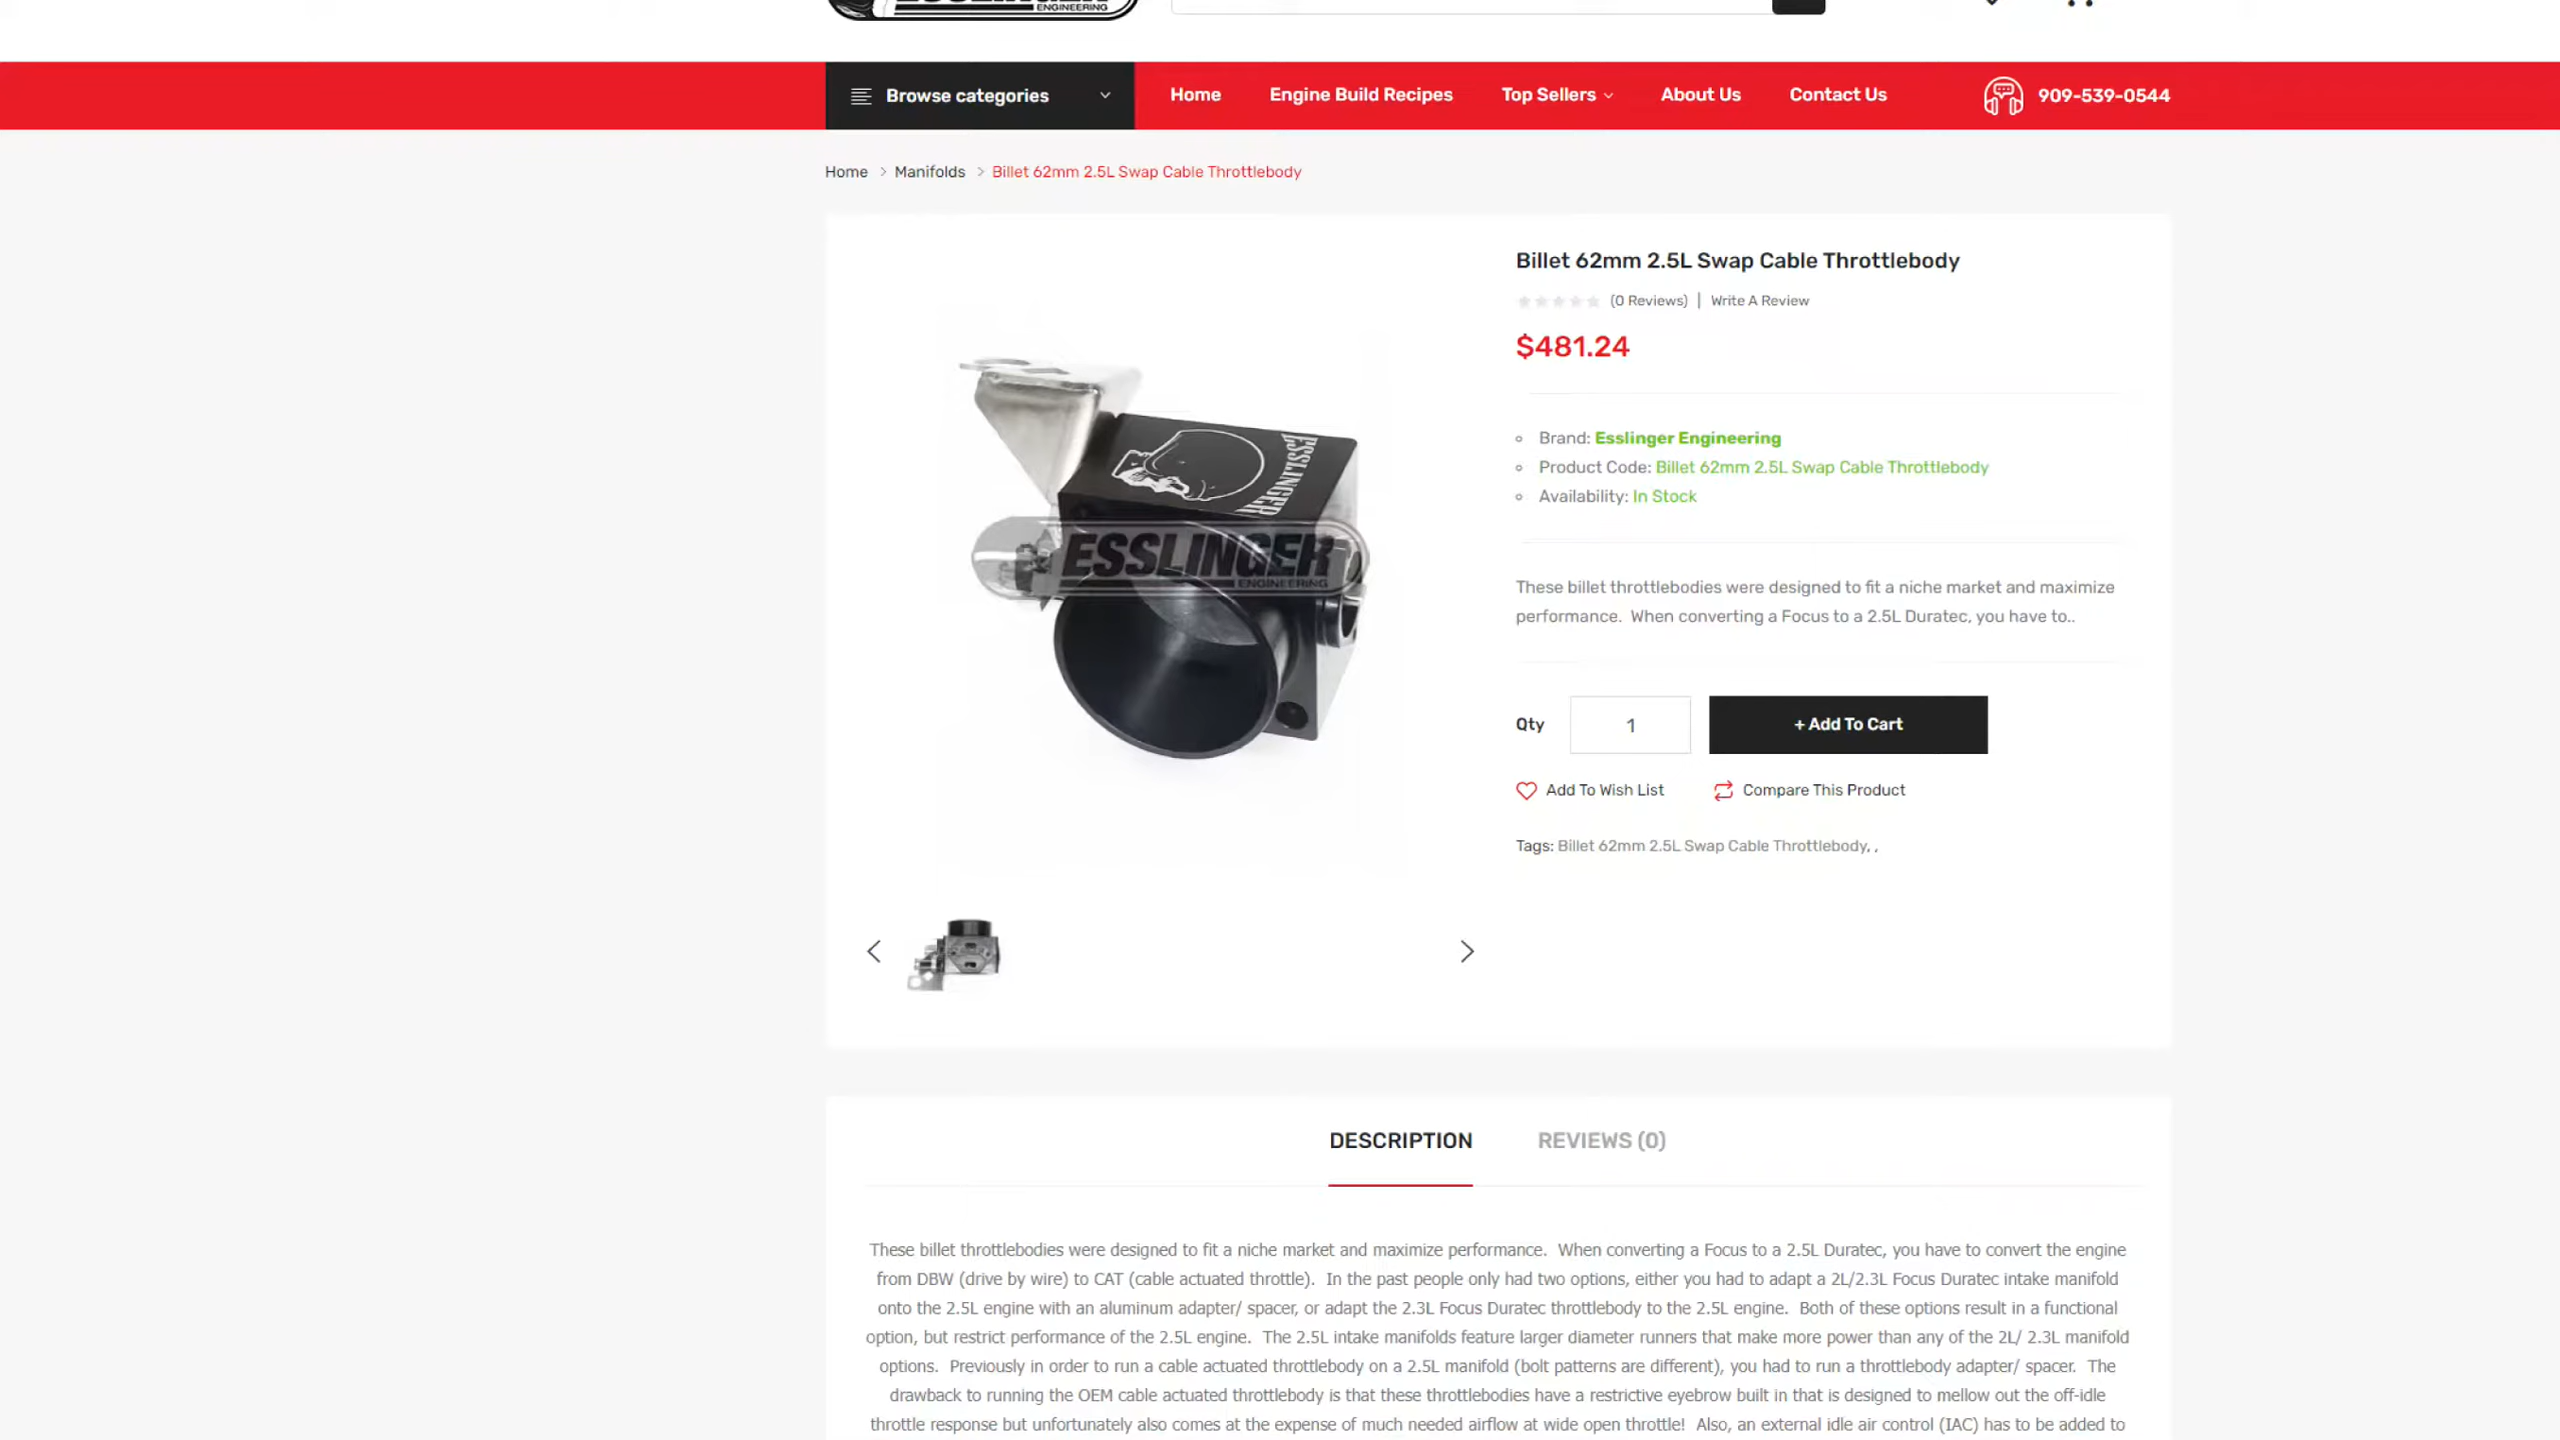 ESSLINGER
ENGINEERING
Browse categories
Home
Engine Build Recipes
Top Sellers
About Us
Contact Us
909-539-0544
Home > Manifolds > Billet 62mm 2.5L Swap Cable Throttlebody
Billet 62mm 2.5L Swap Cable Throttlebody
(0 Reviews) | Write A Review
$481.24
ESSLINGER
ESSLINGER
ENGINEERING
Brand: Esslinger Engineering
Product Code: Billet 62mm 2.5L Swap Cable Throttlebody
Availability: In Stock
These billet throttlebodies were designed to fit a niche market and maximize
performance. When converting a Focus to a 2.5L Duratec, you have to..
Qty 1 + Add To Cart
Add To Wish List Compare This Product
Tags: Billet 62mm 2.5L Swap Cable Throttlebody, ,
DESCRIPTION REVIEWS (0)
These billet throttlebodies were designed to fit a niche market and maximize performance. When converting a Focus to a 2.5L Duratec, you have to convert the engine
from DBW (drive by wire) to CAT (cable actuated throttle). In the past people only had two options, either you had to adapt a 2L/2.3L Focus Duratec intake manifold
onto the 2.5L engine with an aluminum adapter/ spacer, or adapt the 2.3L Focus Duratec throttlebody to the 2.5L engine. Both of these options result in a functional
option, but restrict performance of the 2.5L engine. The 2.5L intake manifolds feature larger diameter runners that make more power than any of the 2L/ 2.3L manifold
options. Previously in order to run a cable actuated throttlebody on a 2.5L manifold (bolt patterns are different), you had to run a throttlebody adapter/ spacer. The
drawback to running the OEM cable actuated throttlebody is that these throttlebodies have a restrictive eyebrow built in that is designed to mellow out the off-idle
throttle response but unfortunately also comes at the expense of much needed airflow at wide open throttle! Also, an external idle air control (IAC) has to be added to